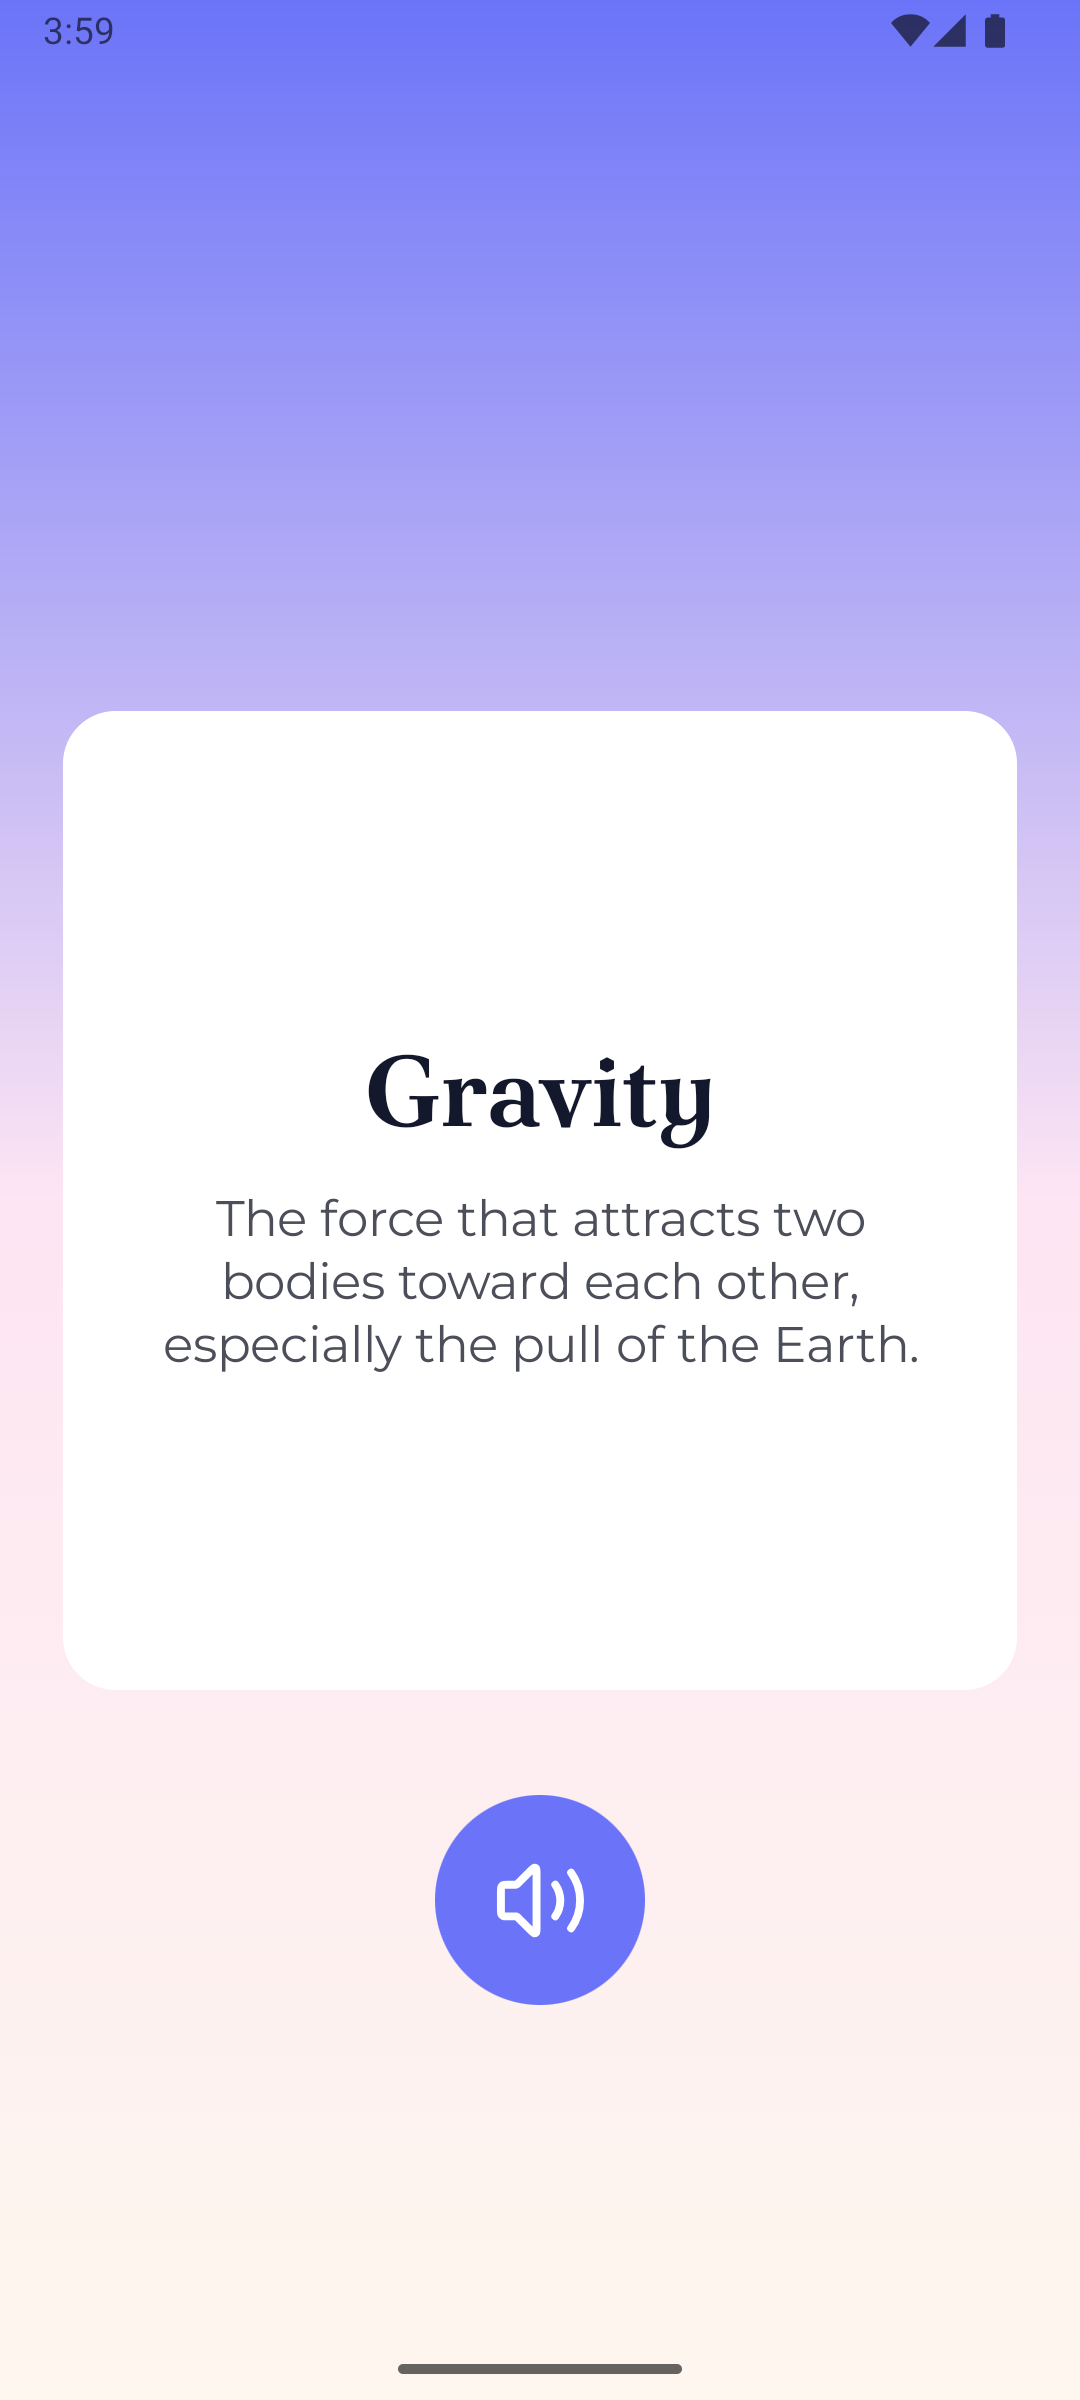 3:59
Gravity
The force that attracts two
bodies toward each other,
especially the pull of the Earth.